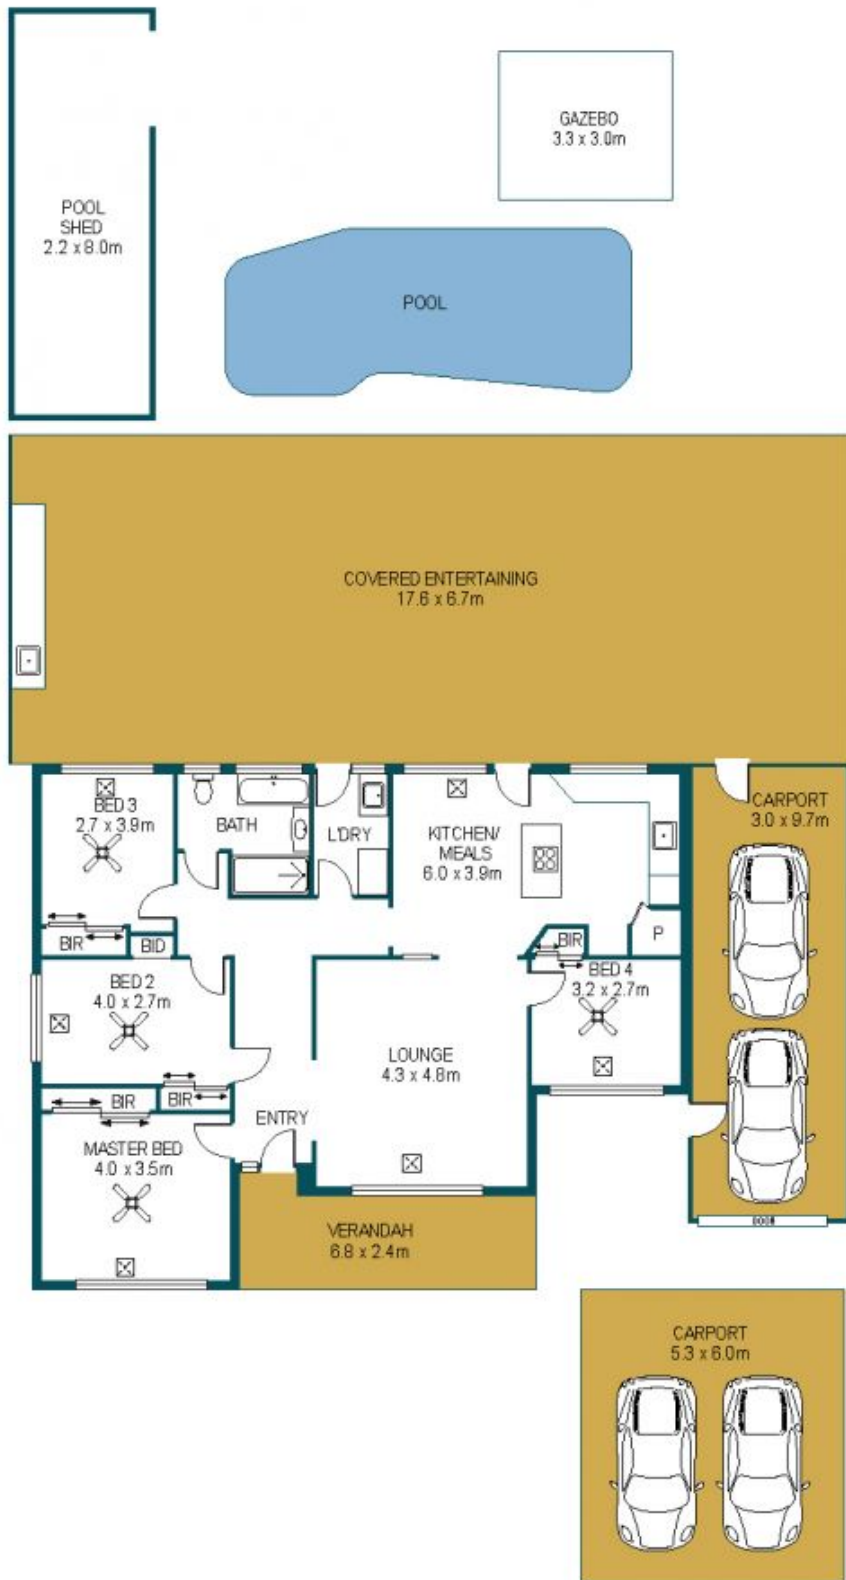 GAZEBO
3.3 x 3.0m
POOL
SHED
2.2 x 8.0m
POOL
COVERED ENTERTAINING
17.6 x 6.7m
BED 3
2.7 x 3.9m
BATH
L'DRY
KITCHEN/
MEALS
6.0 x 3.9m
CARPORT
3.0 x 9.7m
BIR
BID
BIR
P
BED 2
4.0 x 2.7m
BED 4
3.2 x 2.7m
LOUNGE
4.3 x 4.8m
BIR
BIR
ENTRY
MASTER BED
4.0 x 3.5m
VERANDAH
6.8 x 2.4m
DOOR
CARPORT
5.3 x 6.0m